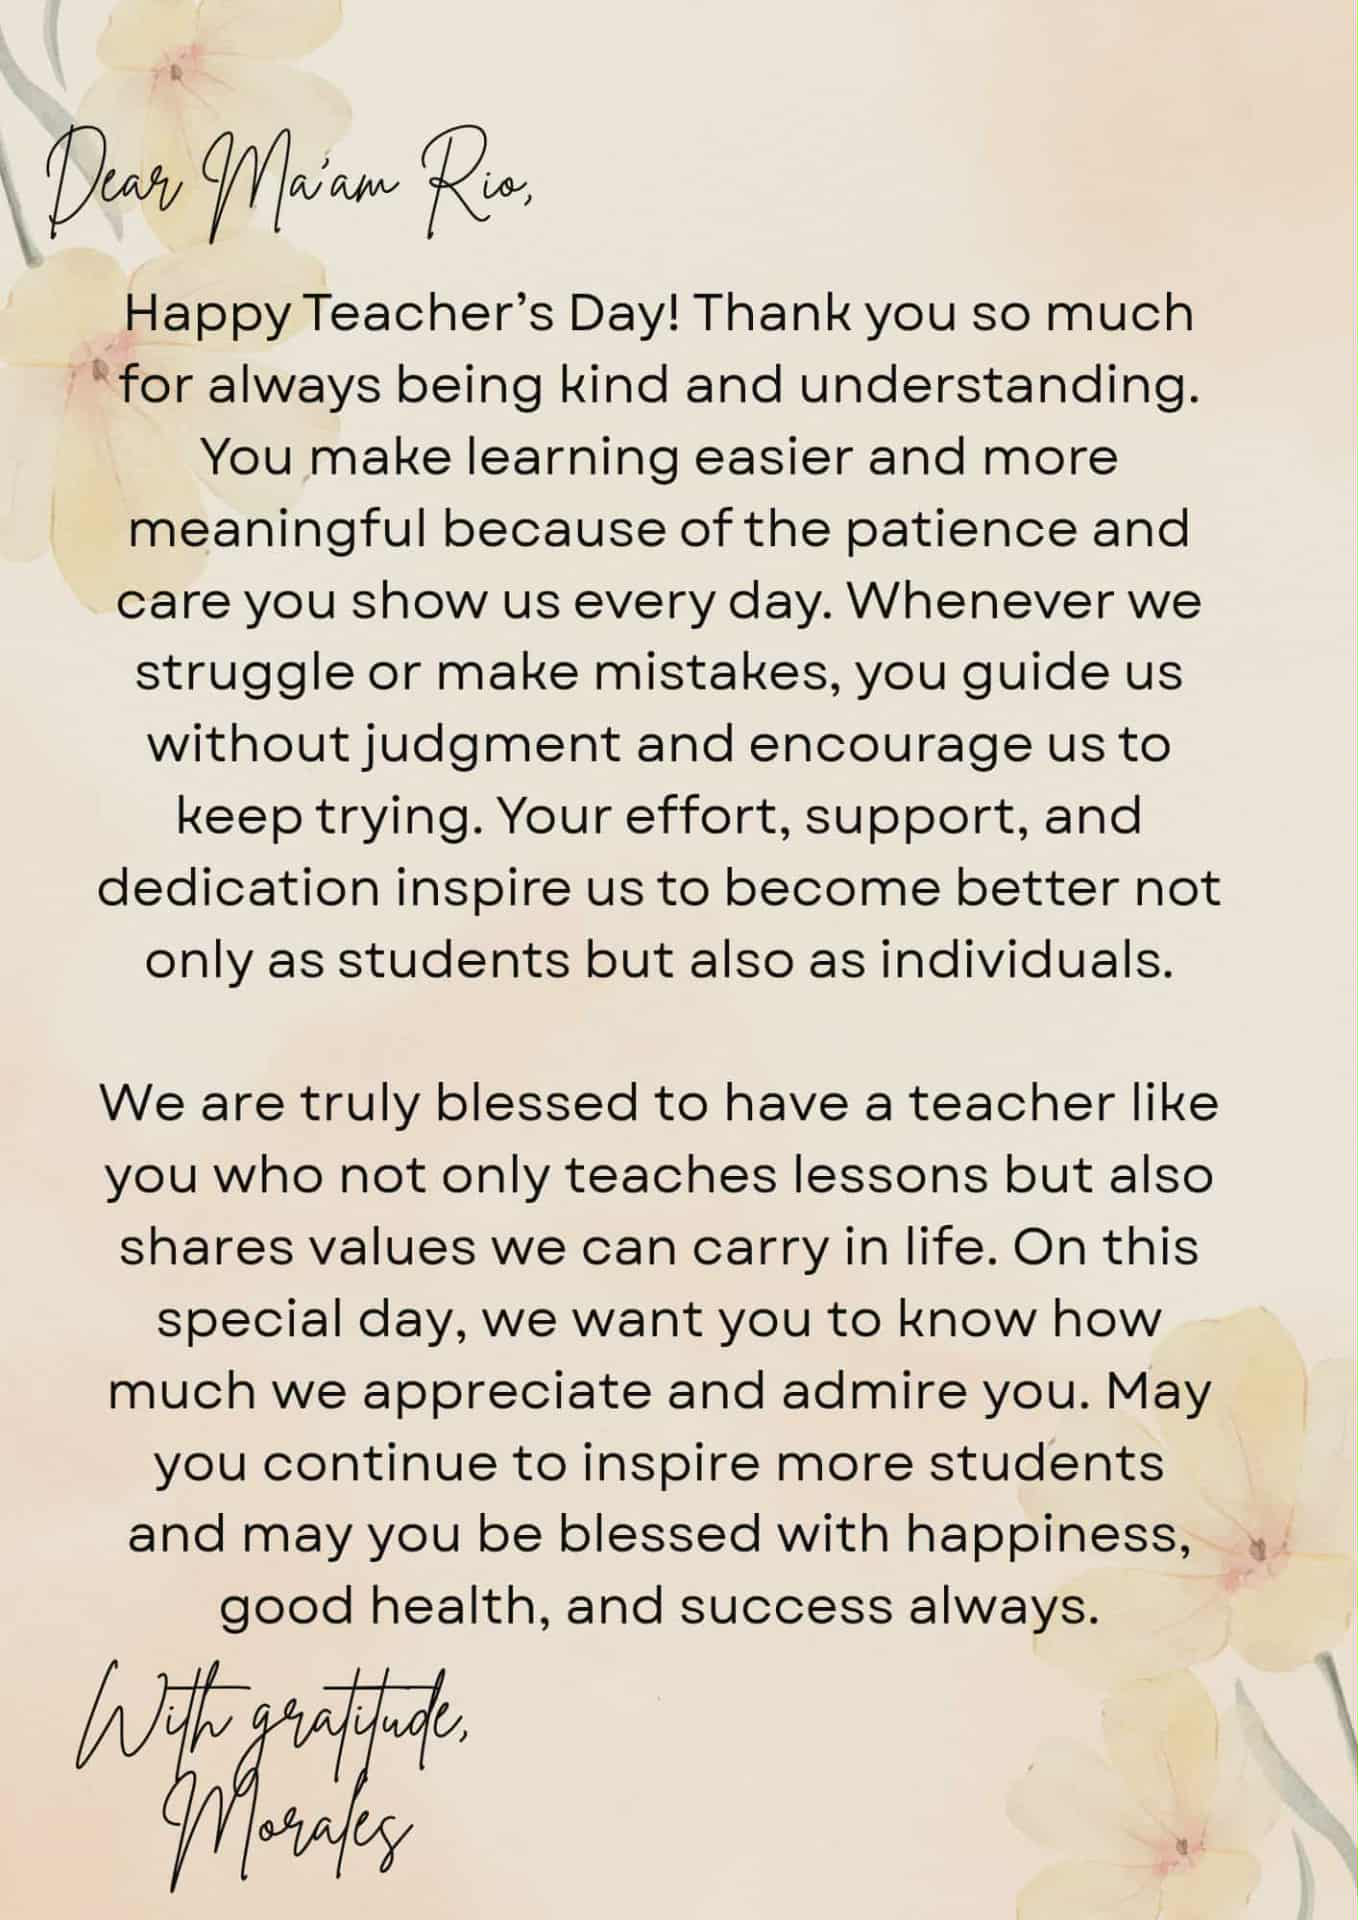 Dear Ma’am Rio,
Happy Teacher’s Day! Thank you so much
for always being kind and understanding.
You make learning easier and more
meaningful because of the patience and
care you show us every day. Whenever we
struggle or make mistakes, you guide us
without judgment and encourage us to
keep trying. Your effort, support, and
dedication inspire us to become better not
only as students but also as individuals.
We are truly blessed to have a teacher like
you who not only teaches lessons but also
shares values we can carry in life. On this
special day, we want you to know how
much we appreciate and admire you. May
you continue to inspire more students
and may you be blessed with happiness,
good health, and success always.
With gratitude,
Morales